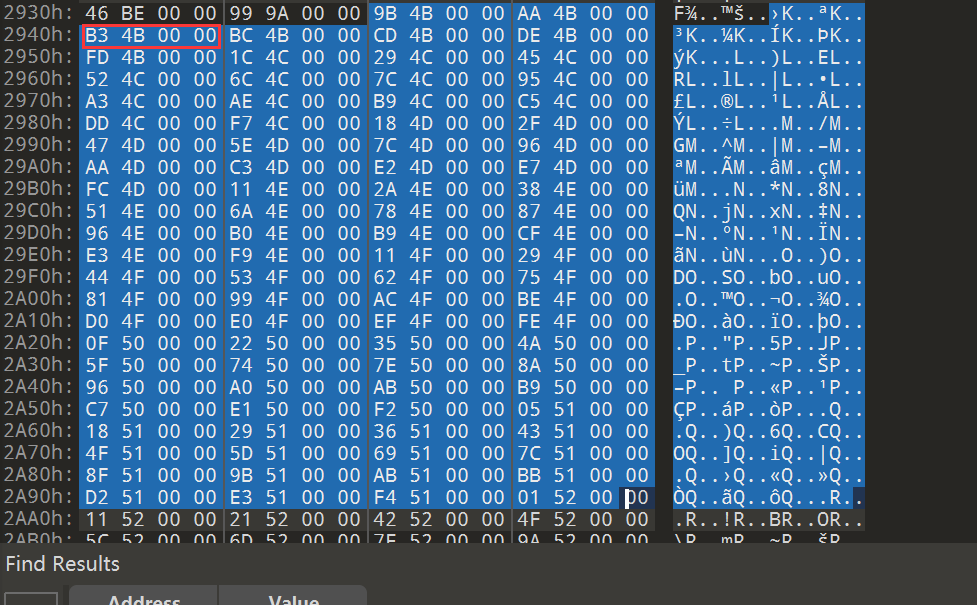 2930h: 46 BE 00 00 99 9A 00 00 9B 4B 00 00 AA 4B 00 00 F¾..™š..›K..ªK..
2940h: B3 4B 00 00 BC 4B 00 00 CD 4B 00 00 DE 4B 00 00 ³K..¼K..ÍK..ÞK..
2950h: FD 4B 00 00 1C 4C 00 00 29 4C 00 00 45 4C 00 00 ýK...L..)L..EL..
2960h: 52 4C 00 00 6C 4C 00 00 7C 4C 00 00 95 4C 00 00 RL..lL..|L..•L..
2970h: A3 4C 00 00 AE 4C 00 00 B9 4C 00 00 C5 4C 00 00 £L..®L..¹L..ÅL..
2980h: DD 4C 00 00 F7 4C 00 00 18 4D 00 00 2F 4D 00 00 ÝL..÷L...M../M..
2990h: 47 4D 00 00 5E 4D 00 00 7C 4D 00 00 96 4D 00 00 GM..^M..|M..–M..
29A0h: AA 4D 00 00 C3 4D 00 00 E2 4D 00 00 E7 4D 00 00 ªM..ÃM..âM..çM..
29B0h: FC 4D 00 00 11 4E 00 00 2A 4E 00 00 38 4E 00 00 üM...N..*N..8N..
29C0h: 51 4E 00 00 6A 4E 00 00 78 4E 00 00 87 4E 00 00 QN..jN..xN..‡N..
29D0h: 96 4E 00 00 B0 4E 00 00 B9 4E 00 00 CF 4E 00 00 –N..°N..¹N..ÏN..
29E0h: E3 4E 00 00 F9 4E 00 00 11 4F 00 00 29 4F 00 00 ãN..ùN...O..)O..
29F0h: 44 4F 00 00 53 4F 00 00 62 4F 00 00 75 4F 00 00 DO..SO..bO..uO..
2A00h: 81 4F 00 00 99 4F 00 00 AC 4F 00 00 BE 4F 00 00 .O..™O..¬O..¾O..
2A10h: D0 4F 00 00 E0 4F 00 00 EF 4F 00 00 FE 4F 00 00 ÐO..àO..ïO..þO..
2A20h: 0F 50 00 00 22 50 00 00 35 50 00 00 4A 50 00 00 .P.."P..5P..JP..
2A30h: 5F 50 00 00 74 50 00 00 7E 50 00 00 8A 50 00 00 _P..tP..~P..ŠP..
2A40h: 96 50 00 00 A0 50 00 00 AB 50 00 00 B9 50 00 00 –P.. P..«P..¹P..
2A50h: C7 50 00 00 E1 50 00 00 F2 50 00 00 05 51 00 00 ÇP..áP..òP...Q..
2A60h: 18 51 00 00 29 51 00 00 36 51 00 00 43 51 00 00 .Q..)Q..6Q..CQ..
2A70h: 4F 51 00 00 5D 51 00 00 69 51 00 00 7C 51 00 00 OQ..]Q..iQ..|Q..
2A80h: 8F 51 00 00 9B 51 00 00 AB 51 00 00 BB 51 00 00 .Q..›Q..«Q..»Q..
2A90h: D2 51 00 00 E3 51 00 00 F4 51 00 00 01 52 00 00 ÒQ..ãQ..ôQ...R..
2AA0h: 11 52 00 00 21 52 00 00 42 52 00 00 4F 52 00 00 .R..!R..BR..OR..
2AB0h: 5C 52 00 00 6D 52 00 00 7E 52 00 00 9A 52 00 00 \R..mR..~R..šR..
Find Results
Address Value